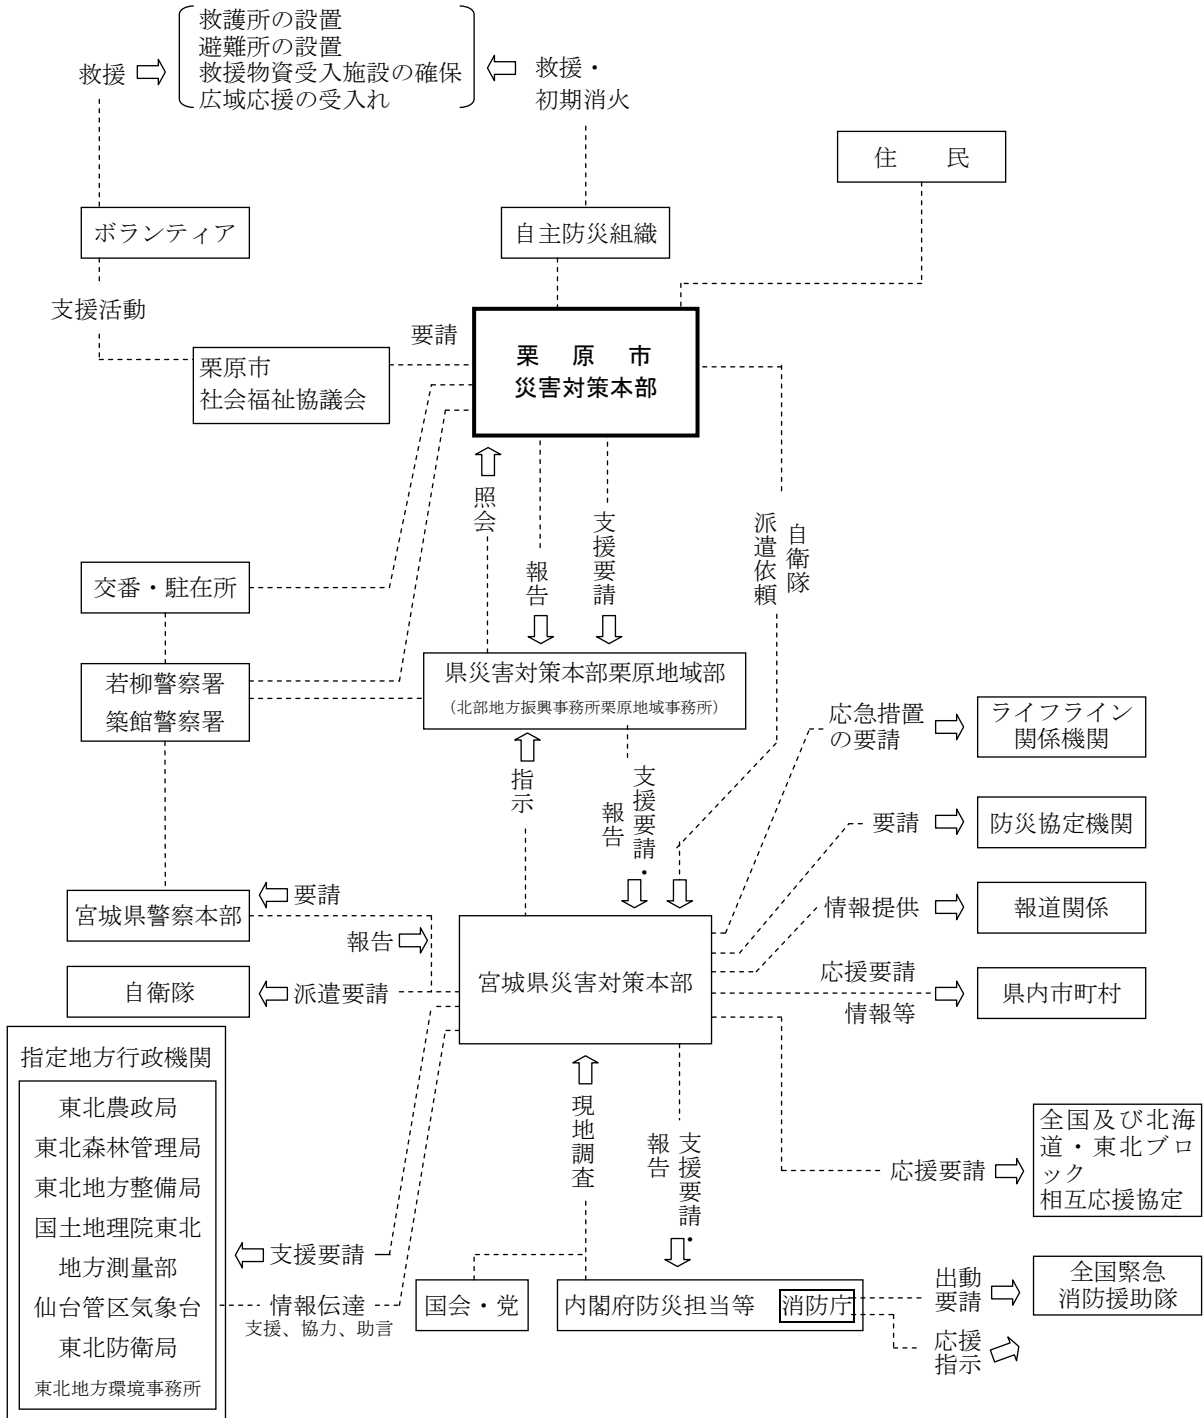 救護所の設置
避難所の設置
救援物資受入施設の確保
広域応援の受入れ
救援
救援・
初期消火
住　民
ボランティア
自主防災組織
支援活動
要請
栗　原　市
災害対策本部
栗原市
社会福祉協議会
照会
報告
支援要請
自衛隊
派遣依頼
交番・駐在所
若柳警察署
築館警察署
県災害対策本部栗原地域部
（北部地方振興事務所栗原地域事務所）
応急措置
の要請
ライフライン
関係機関
指示
支援要請・
報告
要請
防災協定機関
宮城県警察本部
要請
報告
情報提供
報道関係
自衛隊
派遣要請
宮城県災害対策本部
応援要請
情報等
県内市町村
指定地方行政機関
東北農政局
東北森林管理局
東北地方整備局
国土地理院東北
地方測量部
仙台管区気象台
東北防衛局
東北地方環境事務所
現地調査
支援要請・
報告
応援要請
全国及び北海
道・東北ブロ
ック
相互応援協定
支援要請
情報伝達
支援、協力、助言
国会・党
内閣府防災担当等
消防庁
出動
要請
全国緊急
消防援助隊
応援
指示